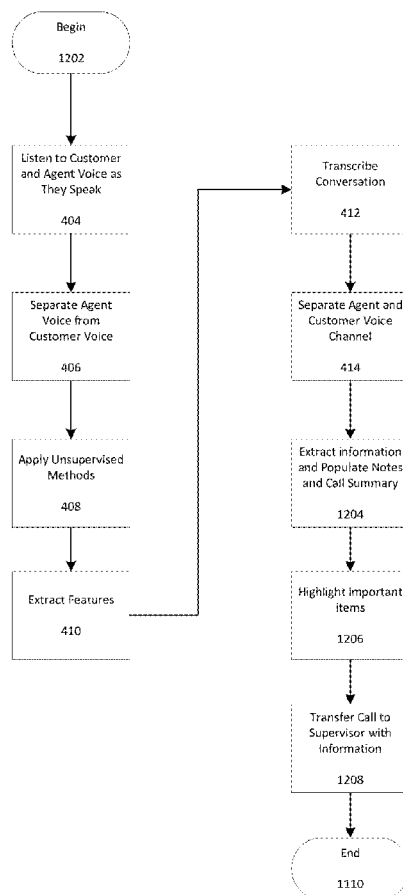 Begin
1202
Listen to Customer
and Agent Voice as
They Speak
404
Separate Agent
Voice from
Customer Voice
406
Apply Unsupervised
Methods
408
Extract Features
410
Transcribe
Conversation
412
Separate Agent and
Customer Voice
Channel
414
Extract information
and Populate Notes
and Call Summary
1204
Highlight important
items
1206
Transfer Call to
Supervisor with
Information
1208
End
1110